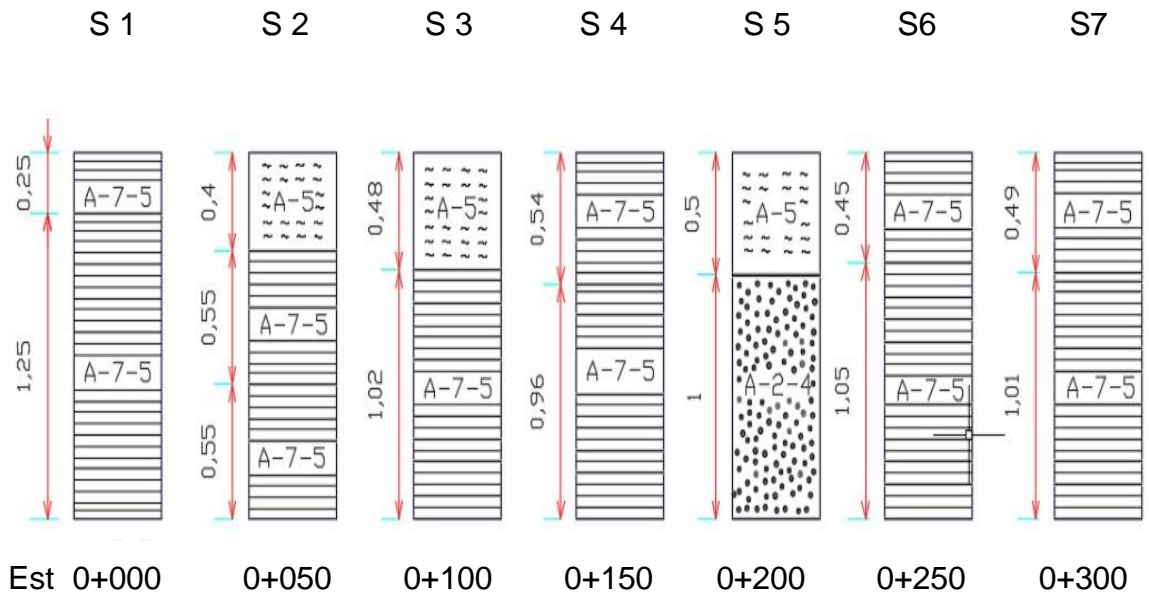 S 1 S 2 S 3 S 4 S 5 S6 S7
0,25 A-7-5
1,25 A-7-5
0,4 A-5
0,55 A-7-5
0,55 A-7-5
0,48 A-5
1,02 A-7-5
0,54 A-7-5
0,96 A-7-5
0,5 A-5
1 A-2-4
0,45 A-7-5
1,05 A-7-5
0,49 A-7-5
1,01 A-7-5
Est 0+000 0+050 0+100 0+150 0+200 0+250 0+300